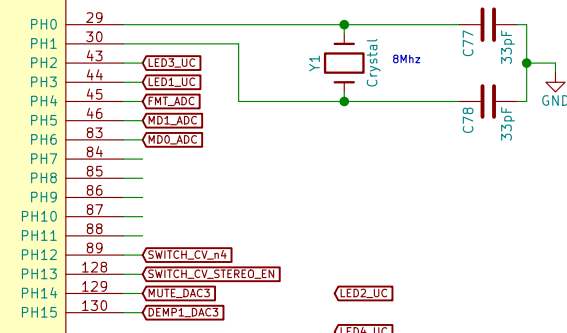 PH0 29
PH1 30
PH2 43 LED3_UC
PH3 44 LED1_UC
PH4 45 FMT_ADC
PH5 46 MD1_ADC
PH6 83 MD0_ADC
PH7 84
PH8 85
PH9 86
PH10 87
PH11 88
PH12 89 SWITCH_CV_n4
PH13 128 SWITCH_CV_STEREO_EN
PH14 129 MUTE_DAC3
PH15 130 DEMP1_DAC3
Y1
Crystal
8Mhz
C77
33pF
C78
33pF
GND
LED2_UC
LED4_UC